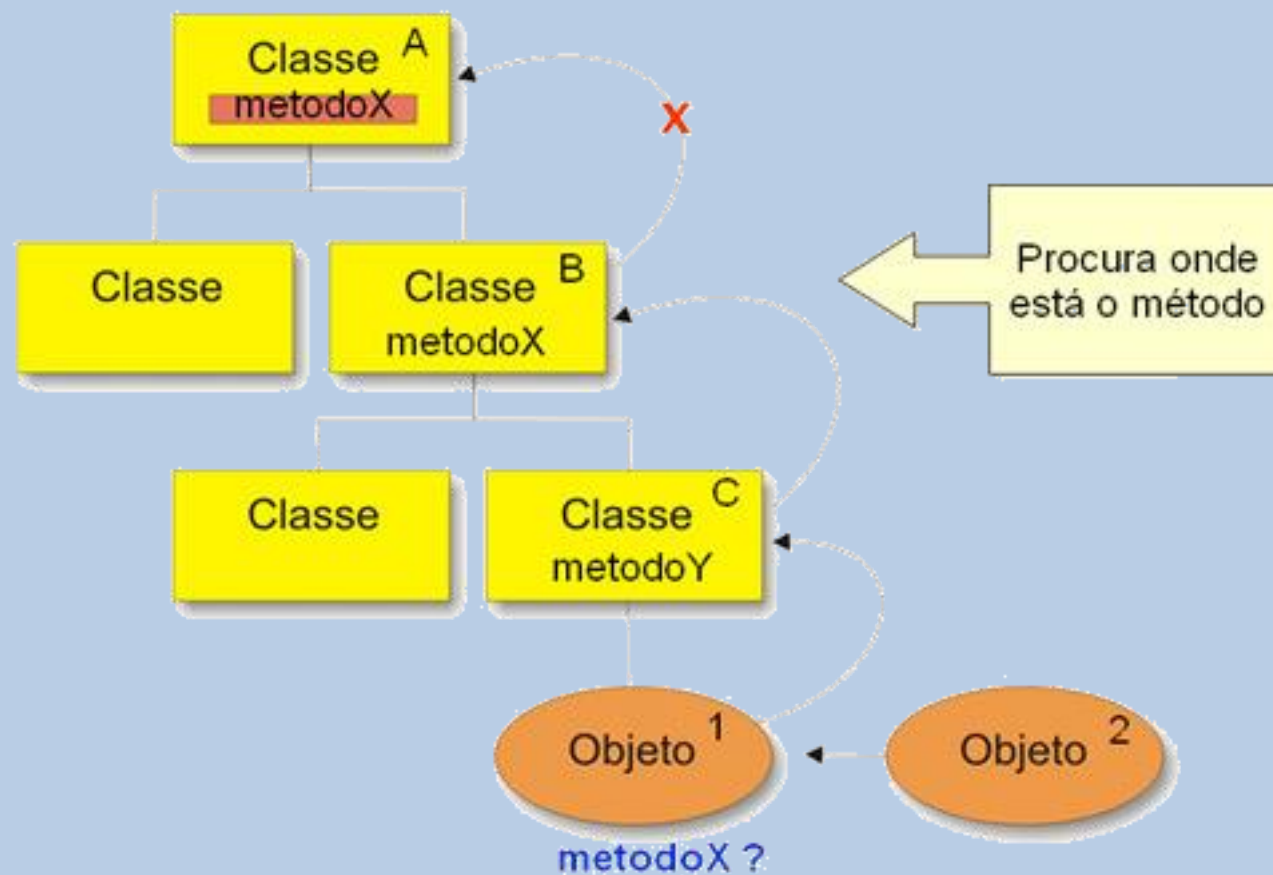 Classe A
metodoX
X
Classe
Classe B
metodoX
Procura onde
está o método
Classe
Classe C
metodoY
Objeto 1
Objeto 2
metodoX ?